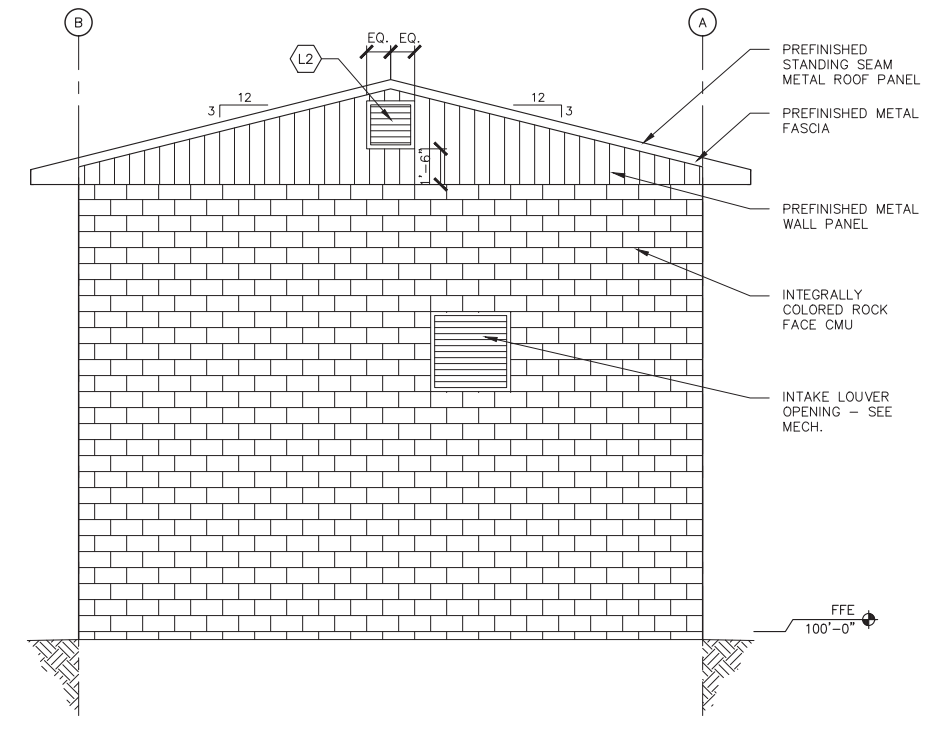 B
A
EQ. EQ.
L2
12
3
12
3
1'-6"
PREFINISHED
STANDING SEAM
METAL ROOF PANEL
PREFINISHED METAL
FASCIA
PREFINISHED METAL
WALL PANEL
INTEGRALLY
COLORED ROCK
FACE CMU
INTAKE LOUVER
OPENING – SEE
MECH.
FFE
100'-0"